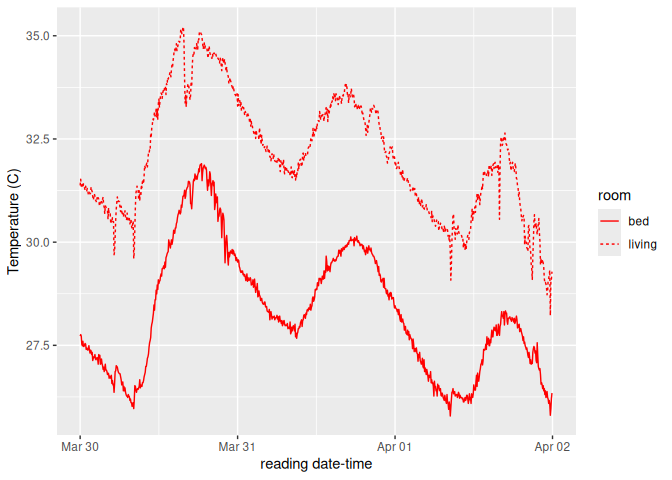 35.0
32.5
30.0
27.5
Temperature (C)
Mar 30
Mar 31
Apr 01
Apr 02
reading date-time
room
bed
living